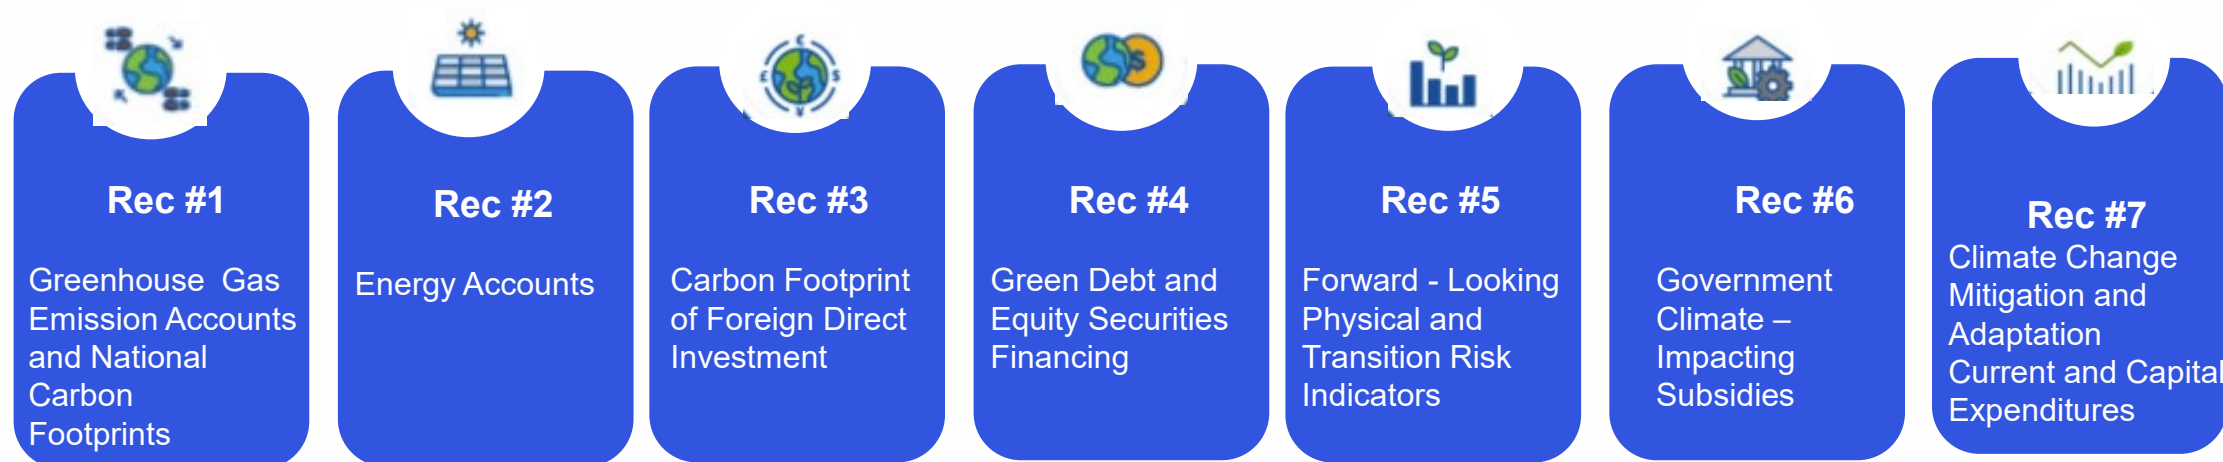 Rec #1
Greenhouse  Gas
Emission Accounts
and National
Carbon
Footprints
Rec #2
Energy Accounts
Rec #3
Carbon Footprint
of Foreign Direct
Investment
Rec #4
Green Debt and
Equity Securities
Financing
Rec #5
Forward - Looking
Physical and
Transition Risk
Indicators
Rec #6
Government
Climate –
Impacting
Subsidies
Rec #7
Climate Change
Mitigation and
Adaptation
Current and Capital
Expenditures